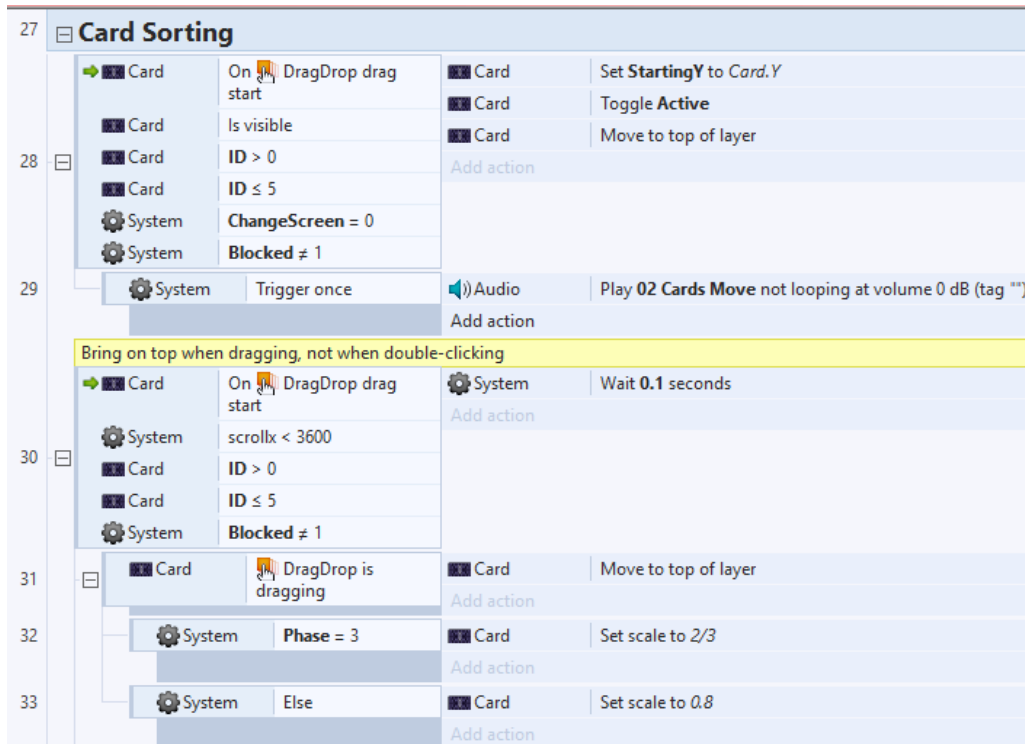 27 Card Sorting
Card On DragDrop drag start Card Set StartingY to Card.Y
Card Toggle Active
Card Is visible Card Move to top of layer
28 Card ID > 0 Add action
Card ID ≤ 5
System ChangeScreen = 0
System Blocked ≠ 1
29 System Trigger once Audio Play 02 Cards Move not looping at volume 0 dB (tag "")
Add action
Bring on top when dragging, not when double-clicking
Card On DragDrop drag start System Wait 0.1 seconds
Add action
System scrollx < 3600
30 Card ID > 0
Card ID ≤ 5
System Blocked ≠ 1
31 Card DragDrop is dragging Card Move to top of layer
Add action
32 System Phase = 3 Card Set scale to 2/3
Add action
33 System Else Card Set scale to 0.8
Add action